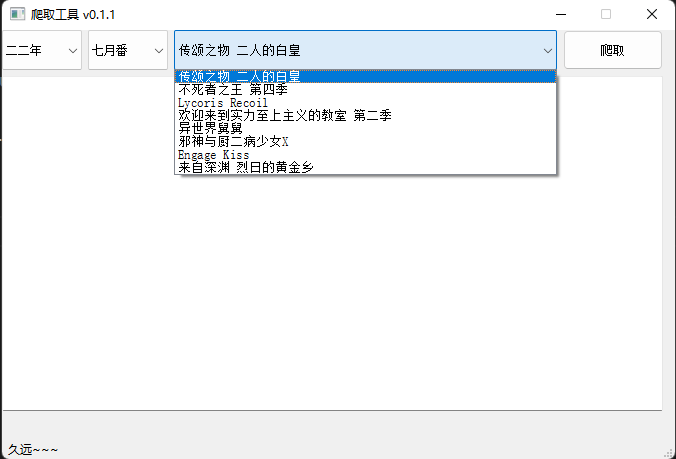 爬取工具 v0.1.1
二二年 七月番 传颂之物 二人的白皇 爬取
传颂之物 二人的白皇
不死者之王 第四季
Lycoris Recoil
欢迎来到实力至上主义的教室 第二季
异世界舅舅
邪神与厨二病少女X
Engage Kiss
来自深渊 烈日的黄金乡
久远~~~